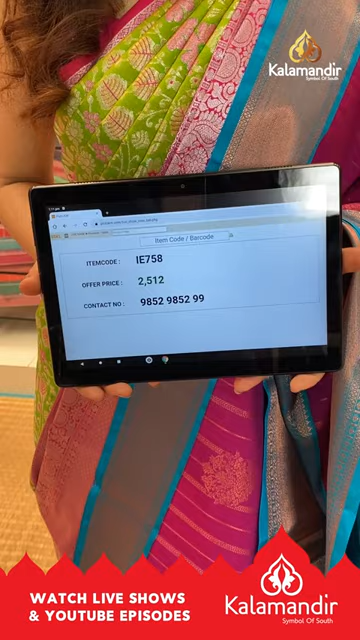 Kalamandir
Symbol Of South
Item Code / Barcode
ITEMCODE : IE758
OFFER PRICE : 2,512
CONTACT NO : 9852 9852 99
WATCH LIVE SHOWS
& YOUTUBE EPISODES
Kalamandir
Symbol Of South